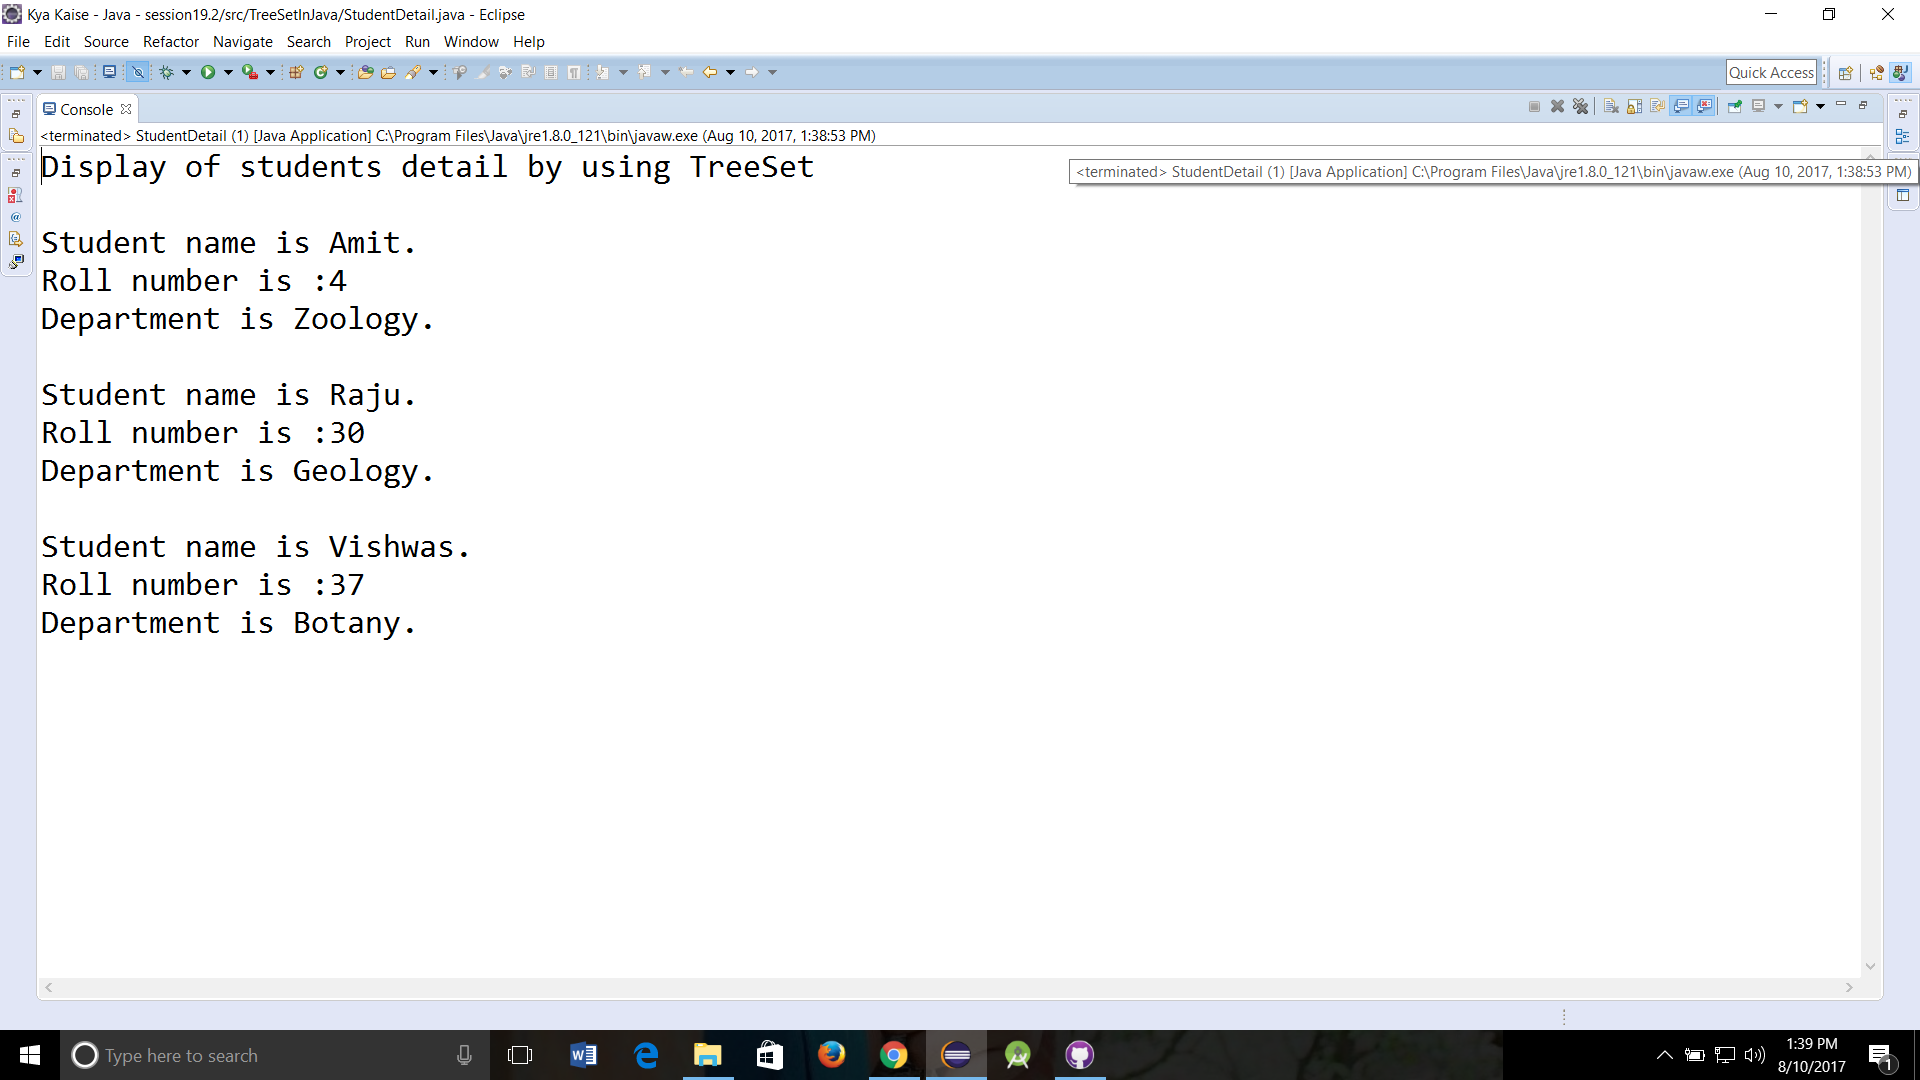 Kya Kaise - Java - session19.2/src/TreeSetInJava/StudentDetail.java - Eclipse
File Edit Source Refactor Navigate Search Project Run Window Help
Quick Access
Console
<terminated> StudentDetail (1) [Java Application] C:\Program Files\Java\jre1.8.0_121\bin\javaw.exe (Aug 10, 2017, 1:38:53 PM)
Display of students detail by using TreeSet
<terminated> StudentDetail (1) [Java Application] C:\Program Files\Java\jre1.8.0_121\bin\javaw.exe (Aug 10, 2017, 1:38:53 PM)
Student name is Amit.
Roll number is :4
Department is Zoology.
Student name is Raju.
Roll number is :30
Department is Geology.
Student name is Vishwas.
Roll number is :37
Department is Botany.
Type here to search
1:39 PM
8/10/2017
1